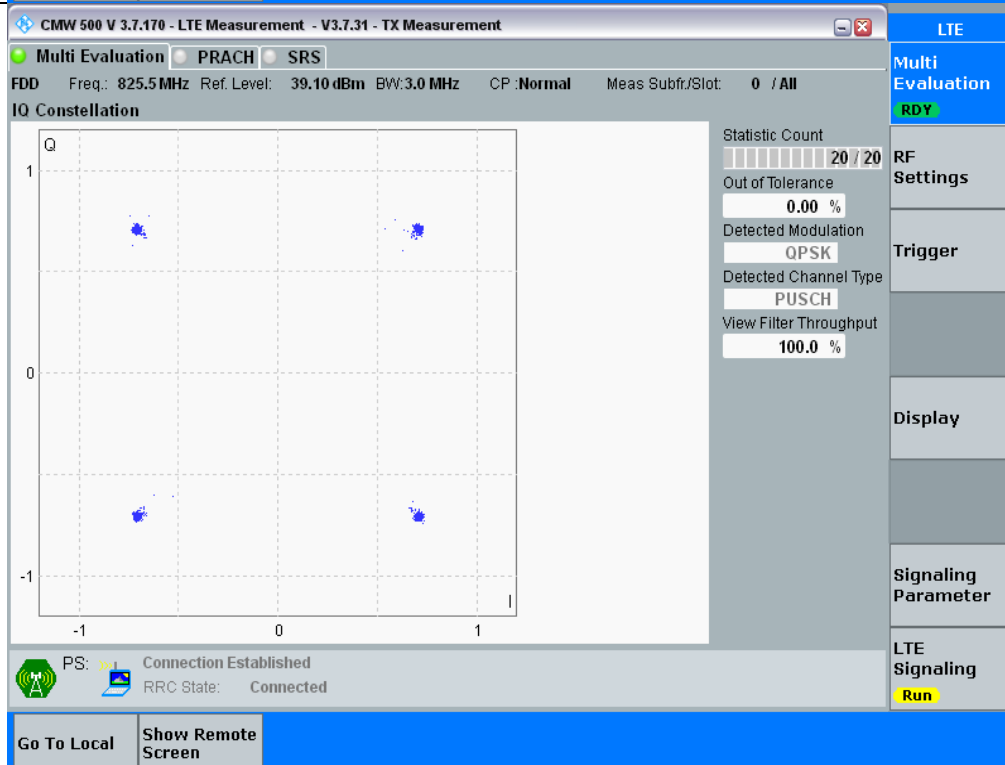 CMW 500 V 3.7.170 - LTE Measurement - V3.7.31 - TX Measurement
LTE
Multi Evaluation PRACH SRS
FDD Freq.: 825.5 MHz Ref. Level: 39.10 dBm BW: 3.0 MHz CP : Normal Meas Subfr./Slot: 0 / All
IQ Constellation
Q
1
0
-1
-1 0 1
I
Statistic Count
20 / 20
Out of Tolerance
0.00 %
Detected Modulation
QPSK
Detected Channel Type
PUSCH
View Filter Throughput
100.0 %
Multi
Evaluation
RDY
RF
Settings
Trigger
Display
Signaling
Parameter
LTE
Signaling
Run
PS: Connection Established
RRC State: Connected
Go To Local
Show Remote
Screen